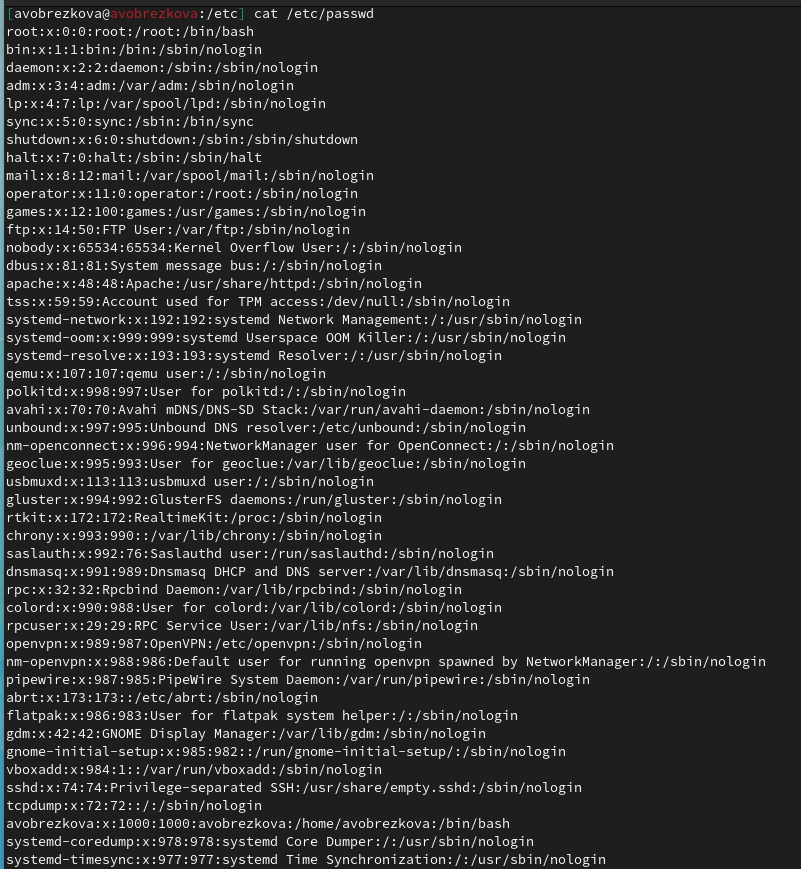 [avobrezkova@avobrezkova:/etc] cat /etc/passwd
root:x:0:0:root:/root:/bin/bash
bin:x:1:1:bin:/bin:/sbin/nologin
daemon:x:2:2:daemon:/sbin:/sbin/nologin
adm:x:3:4:adm:/var/adm:/sbin/nologin
lp:x:4:7:lp:/var/spool/lpd:/sbin/nologin
sync:x:5:0:sync:/sbin:/bin/sync
shutdown:x:6:0:shutdown:/sbin:/sbin/shutdown
halt:x:7:0:halt:/sbin:/sbin/halt
mail:x:8:12:mail:/var/spool/mail:/sbin/nologin
operator:x:11:0:operator:/root:/sbin/nologin
games:x:12:100:games:/usr/games:/sbin/nologin
ftp:x:14:50:FTP User:/var/ftp:/sbin/nologin
nobody:x:65534:65534:Kernel Overflow User:/:/sbin/nologin
dbus:x:81:81:System message bus:/:/sbin/nologin
apache:x:48:48:Apache:/usr/share/httpd:/sbin/nologin
tss:x:59:59:Account used for TPM access:/dev/null:/sbin/nologin
systemd-network:x:192:192:systemd Network Management:/:/usr/sbin/nologin
systemd-oom:x:999:999:systemd Userspace OOM Killer:/:/usr/sbin/nologin
systemd-resolve:x:193:193:systemd Resolver:/:/usr/sbin/nologin
qemu:x:107:107:qemu user:/:/sbin/nologin
polkitd:x:998:997:User for polkitd:/:/sbin/nologin
avahi:x:70:70:Avahi mDNS/DNS-SD Stack:/var/run/avahi-daemon:/sbin/nologin
unbound:x:997:995:Unbound DNS resolver:/etc/unbound:/sbin/nologin
nm-openconnect:x:996:994:NetworkManager user for OpenConnect:/:/sbin/nologin
geoclue:x:995:993:User for geoclue:/var/lib/geoclue:/sbin/nologin
usbmuxd:x:113:113:usbmuxd user:/:/sbin/nologin
gluster:x:994:992:GlusterFS daemons:/run/gluster:/sbin/nologin
rtkit:x:172:172:RealtimeKit:/proc:/sbin/nologin
chrony:x:993:990::/var/lib/chrony:/sbin/nologin
saslauth:x:992:76:Saslauthd user:/run/saslauthd:/sbin/nologin
dnsmasq:x:991:989:Dnsmasq DHCP and DNS server:/var/lib/dnsmasq:/sbin/nologin
rpc:x:32:32:Rpcbind Daemon:/var/lib/rpcbind:/sbin/nologin
colord:x:990:988:User for colord:/var/lib/colord:/sbin/nologin
rpcuser:x:29:29:RPC Service User:/var/lib/nfs:/sbin/nologin
openvpn:x:989:987:OpenVPN:/etc/openvpn:/sbin/nologin
nm-openvpn:x:988:986:Default user for running openvpn spawned by NetworkManager:/:/sbin/nologin
pipewire:x:987:985:PipeWire System Daemon:/var/run/pipewire:/sbin/nologin
abrt:x:173:173::/etc/abrt:/sbin/nologin
flatpak:x:986:983:User for flatpak system helper:/:/sbin/nologin
gdm:x:42:42:GNOME Display Manager:/var/lib/gdm:/sbin/nologin
gnome-initial-setup:x:985:982::/run/gnome-initial-setup/:/sbin/nologin
vboxadd:x:984:1::/var/run/vboxadd:/sbin/nologin
sshd:x:74:74:Privilege-separated SSH:/usr/share/empty.sshd:/sbin/nologin
tcpdump:x:72:72::/:/sbin/nologin
avobrezkova:x:1000:1000:avobrezkova:/home/avobrezkova:/bin/bash
systemd-coredump:x:978:978:systemd Core Dumper:/:/usr/sbin/nologin
systemd-timesync:x:977:977:systemd Time Synchronization:/:/usr/sbin/nologin